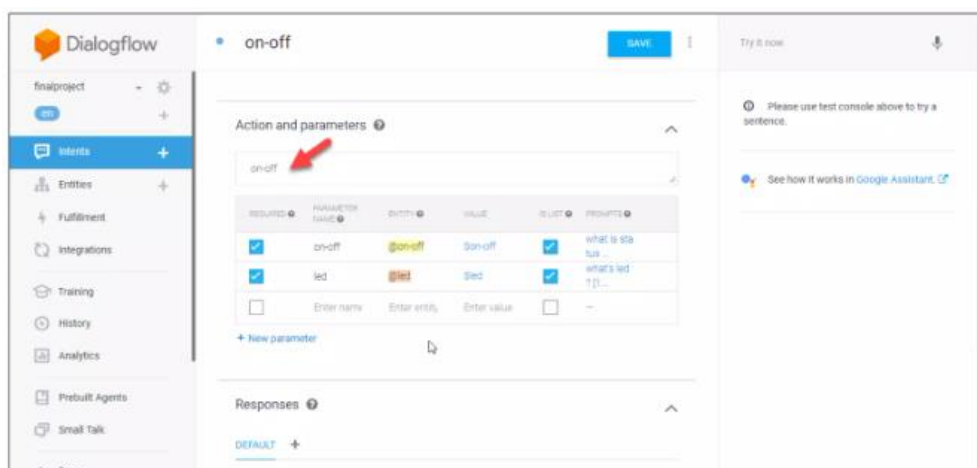 Dialogflow
on-off
SAVE
Try it now
finalproject
en
Please use test console above to try a
sentence.
Intents
Action and parameters
on-off
See how it works in Google Assistant.
Entities
Fulfillment
REQUIRED PARAMETER NAME ENTITY VALUE IS LIST PROMPTS
Integrations
on-off @on-off $on-off what is sta
tus ...
led @led $led what's led
Enter name Enter entity Enter value
Training
History
+ New parameter
Analytics
Prebuilt Agents
Responses
Small Talk
DEFAULT